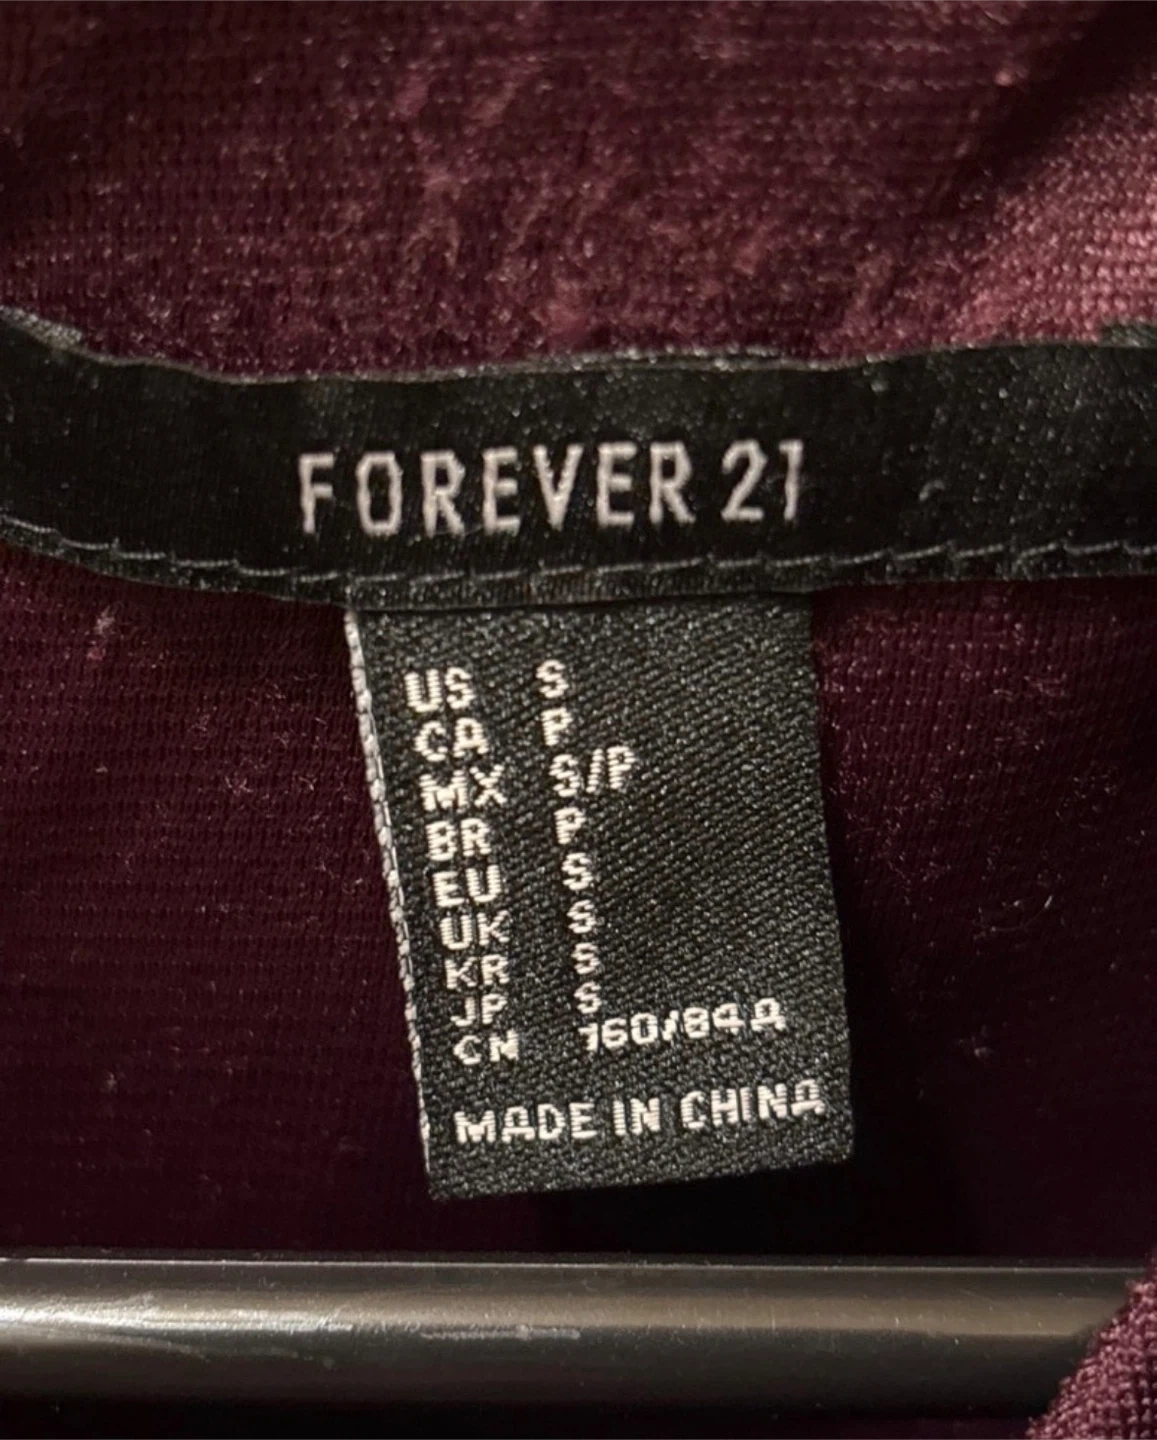 FOREVER 21
US S
CA P
MX S/P
BR P
EU S
UK S
KR S
JP S
CN 160/84A
MADE IN CHINA